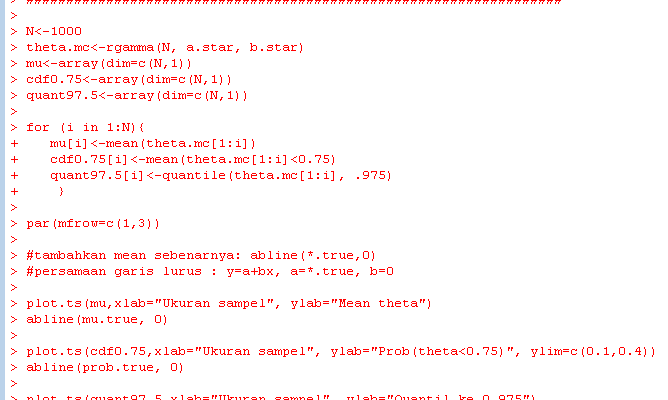 > ###################################################################
>
> N<-1000
> theta.mc<-rgamma(N, a.star, b.star)
> mu<-array(dim=c(N,1))
> cdf0.75<-array(dim=c(N,1))
> quant97.5<-array(dim=c(N,1))
>
> for (i in 1:N){
+    mu[i]<-mean(theta.mc[1:i])
+    cdf0.75[i]<-mean(theta.mc[1:i]<0.75)
+    quant97.5[i]<-quantile(theta.mc[1:i], .975)
+     }
>
> par(mfrow=c(1,3))
>
> #tambahkan mean sebenarnya: abline(*.true,0)
> #persamaan garis lurus : y=a+bx, a=*.true, b=0
>
> plot.ts(mu,xlab="Ukuran sampel", ylab="Mean theta")
> abline(mu.true, 0)
>
> plot.ts(cdf0.75,xlab="Ukuran sampel", ylab="Prob(theta<0.75)", ylim=c(0.1,0.4))
> abline(prob.true, 0)
>
> plot.ts(quant97.5,xlab="Ukuran sampel", ylab="Quantil ke 0.975")